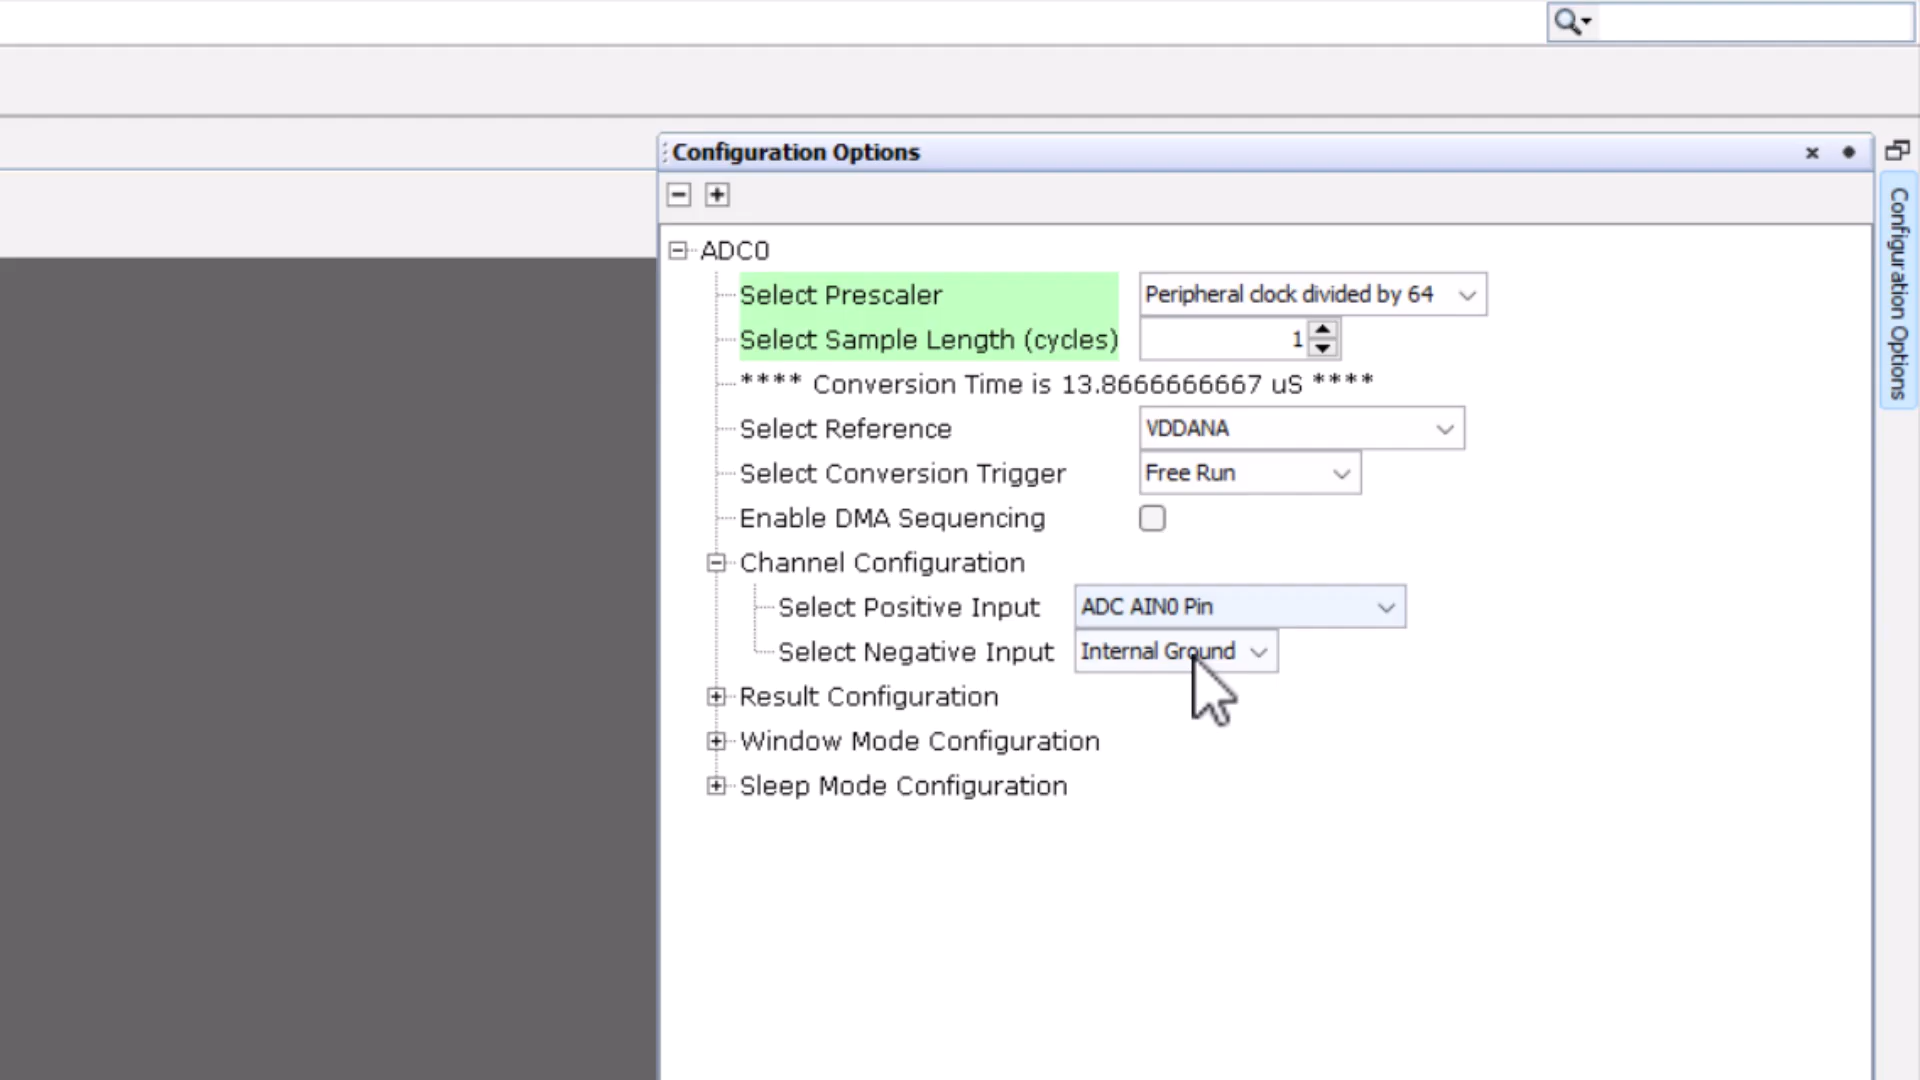 Configuration Options
ADC0
Select Prescaler Peripheral clock divided by 64
Select Sample Length (cycles) 1
**** Conversion Time is 13.8666666667 uS ****
Select Reference VDDANA
Select Conversion Trigger Free Run
Enable DMA Sequencing
Channel Configuration
Select Positive Input ADC AIN0 Pin
Select Negative Input Internal Ground
Result Configuration
Window Mode Configuration
Sleep Mode Configuration
Configuration Options